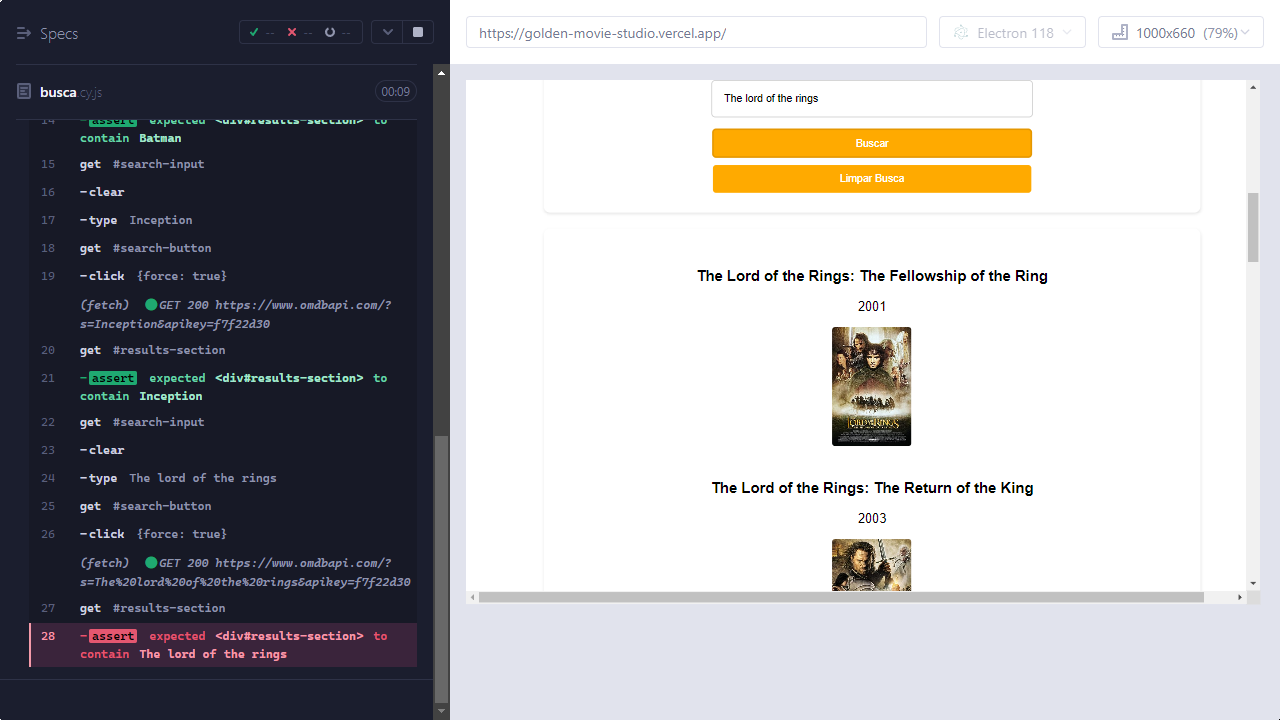 Specs
--
--
--
busca.cy.js
00:09
14 -assert expected <div#results-section> to
contain Batman
15 get #search-input
16 -clear
17 -type Inception
18 get #search-button
19 -click {force: true}
(fetch) GET 200 https://www.omdbapi.com/?
s=Inception&apikey=f7f22d30
20 get #results-section
21 -assert expected <div#results-section> to
contain Inception
22 get #search-input
23 -clear
24 -type The lord of the rings
25 get #search-button
26 -click {force: true}
(fetch) GET 200 https://www.omdbapi.com/?
s=The%20lord%20of%20the%20rings&apikey=f7f22d30
27 get #results-section
28 -assert expected <div#results-section> to
contain The lord of the rings
https://golden-movie-studio.vercel.app/
Electron 118
1000x660 (79%)
The lord of the rings
Buscar
Limpar Busca
The Lord of the Rings: The Fellowship of the Ring
2001
The Lord of the Rings: The Return of the King
2003